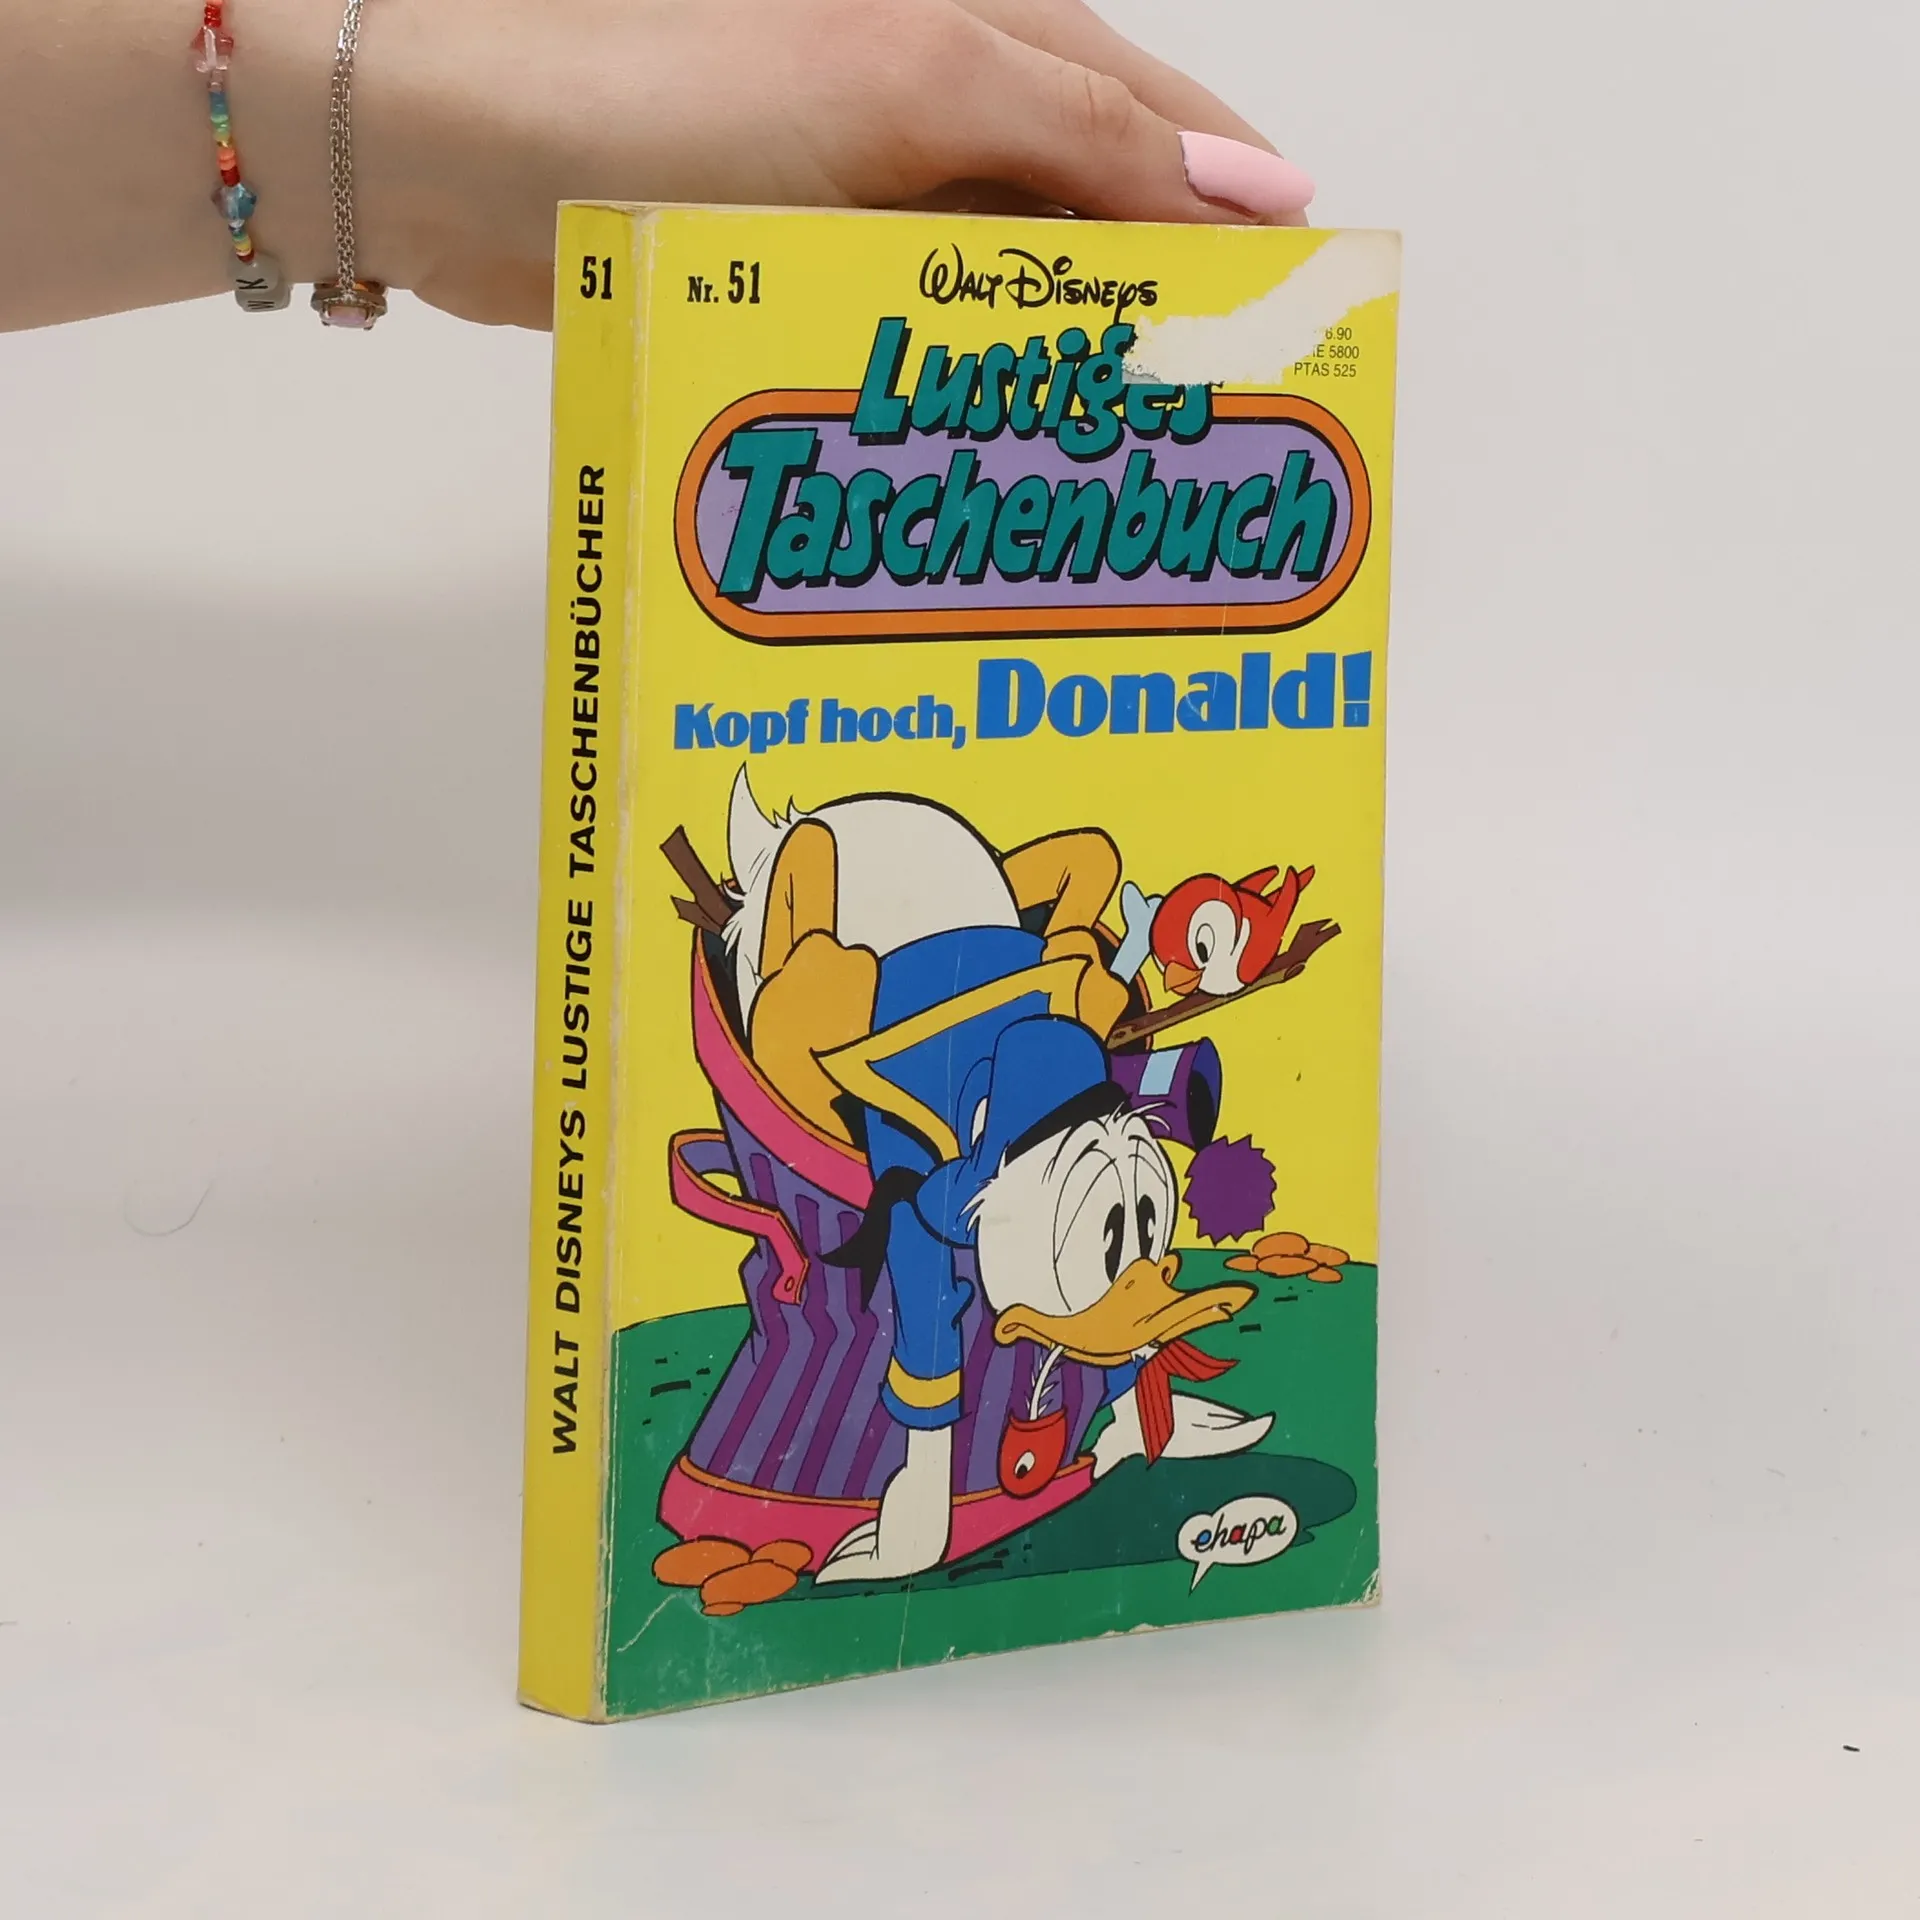 51
WALT DISNEYS LUSTIGE TASCHENBÜCHER
Nr. 51
WALT DISNEYS
Lustiges
Taschenbuch
6.90
5800
PTAS 525
Kopf hoch, Donald!
ehapa